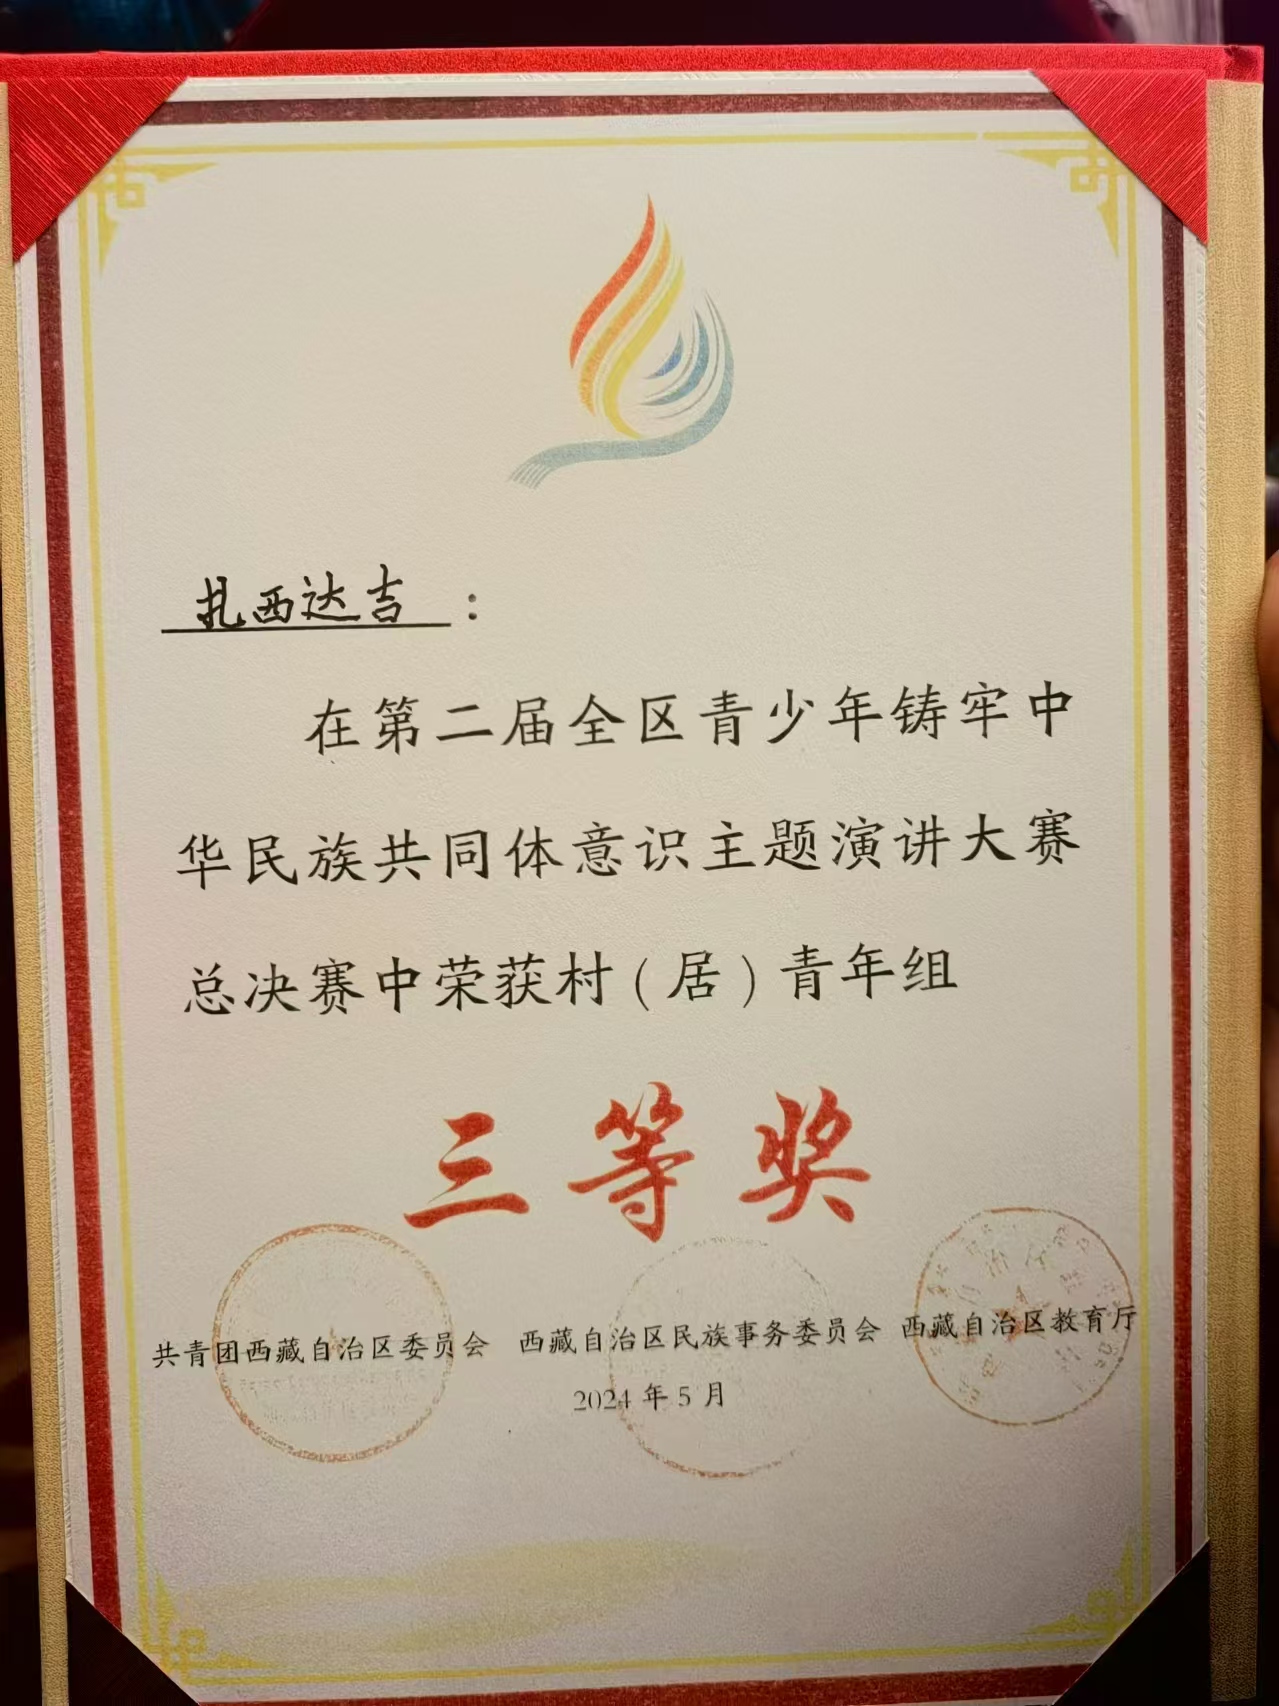 扎西达吉：
在第二届全区青少年铸牢中
华民族共同体意识主题演讲大赛
总决赛中荣获村（居）青年组
三等奖
共青团西藏自治区委员会 西藏自治区民族事务委员会 西藏自治区教育厅
2024年5月